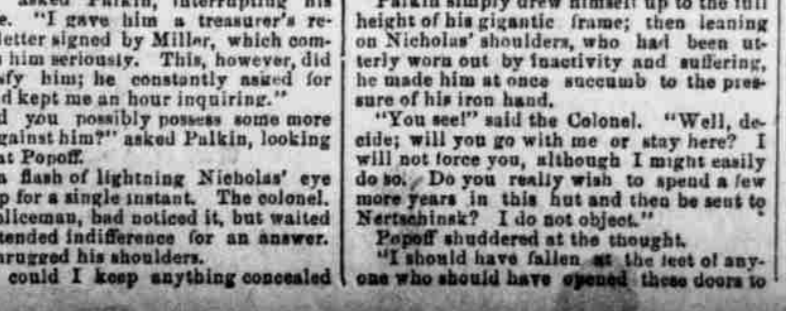 asked Palkin, interrupting his
e. "I gave him a treasurer's re-
letter signed by Miller, which com-
him seriously. This, however, did
sfy him; he constantly asked for
d kept me an hour inquiring."
d you possibly possess some more
gainst him?" asked Palkin, looking
at Popoff.
a flash of lightning Nicholas' eye
p for a single instant. The colonel.
oliceman, had noticed it, but waited
tended indifference for an answer.
hrugged his shoulders.
could I keep anything concealed
Palkin simply drew himself up to the full
height of his gigantic frame; then leaning
on Nicholas' shoulders, who had been ut-
terly worn out by inactivity and suffering,
he made him at once succumb to the pres-
sure of his iron hand.
"You see!" said the Colonel. "Well, de-
cide; will you go with me or stay here? I
will not force you, although I might easily
do so. Do you really wish to spend a few
more years in this hut and then be sent to
Nertschinsk? I do not object."
Popoff shuddered at the thought.
"I should have fallen at the feet of any-
one who should have opened these doors to